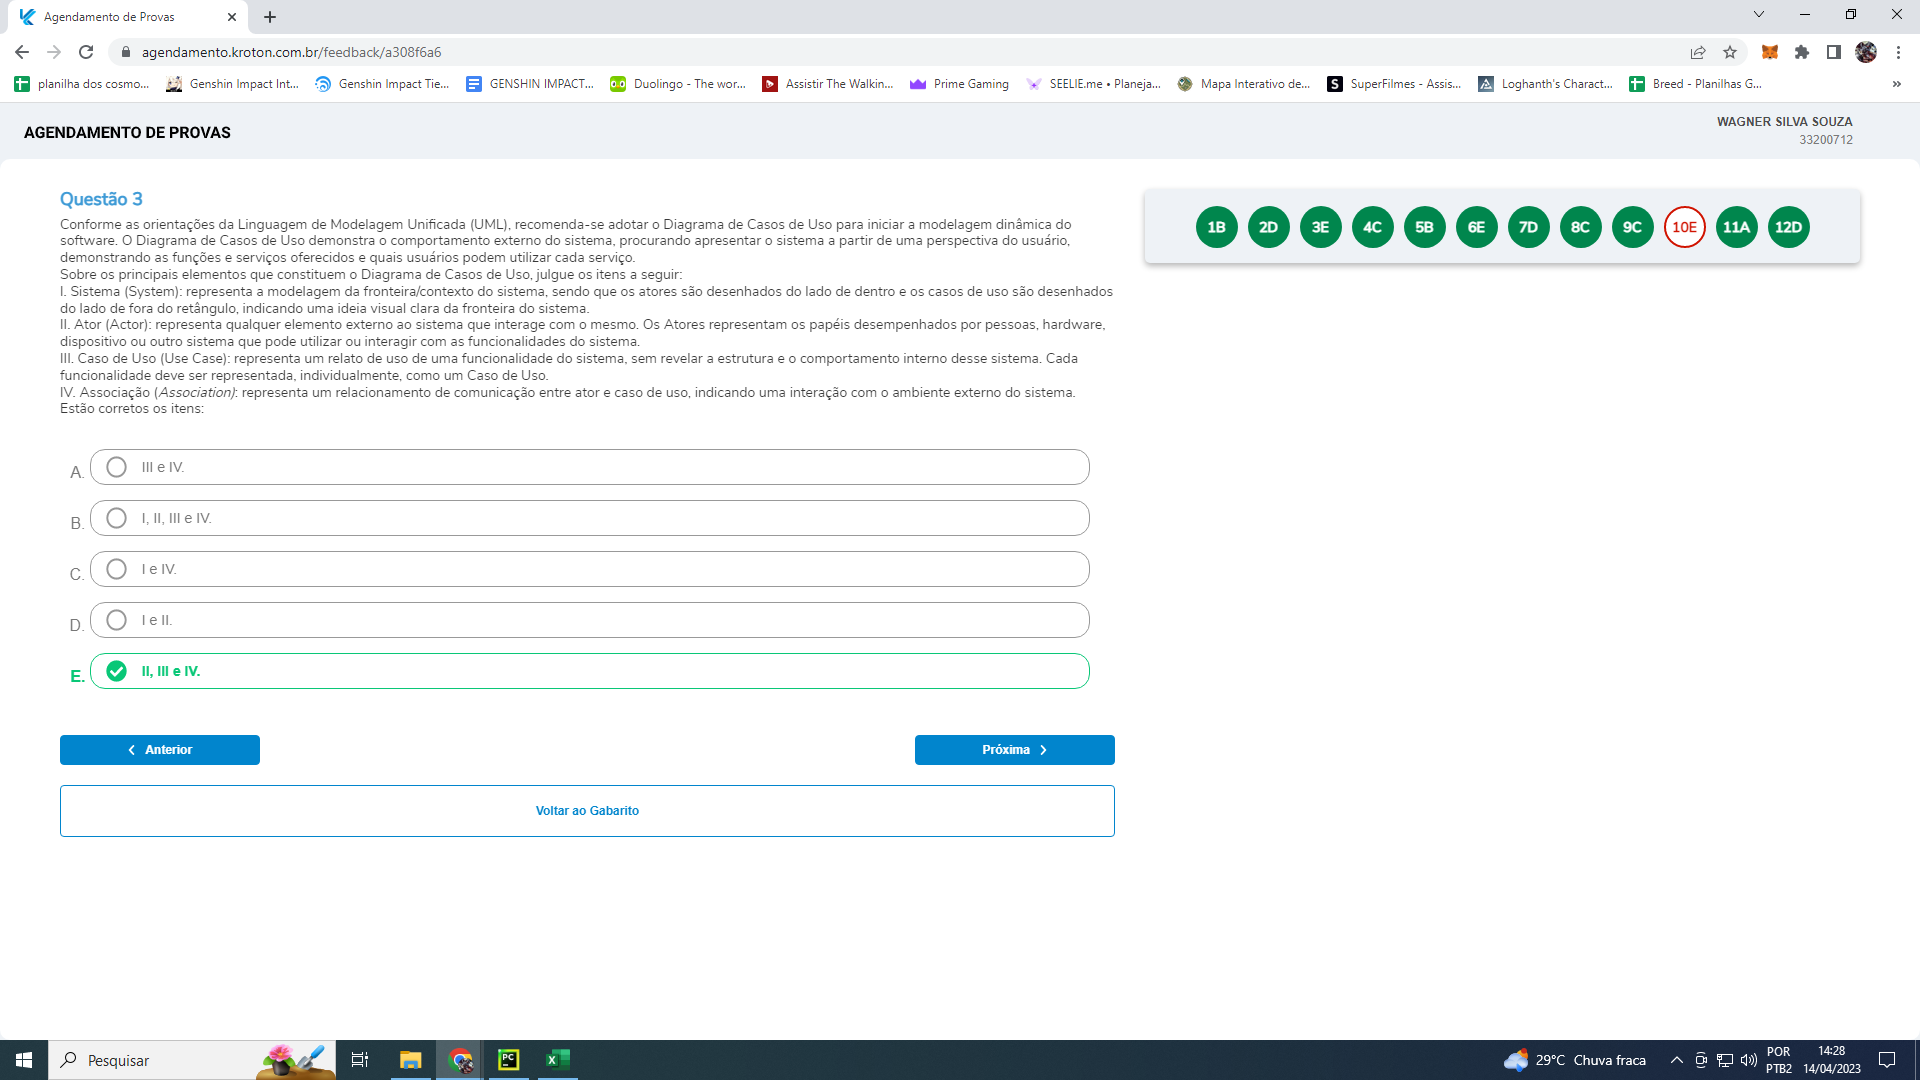 Agendamento de Provas
agendamento.kroton.com.br/feedback/a308f6a6
planilha dos cosmo...
Genshin Impact Int...
Genshin Impact Tie...
GENSHIN IMPACT...
Duolingo - The wor...
Assistir The Walkin...
Prime Gaming
SEELIE.me • Planeja...
Mapa Interativo de...
S
SuperFilmes - Assis...
Loghanth's Charact...
Breed - Planilhas G...
»
AGENDAMENTO DE PROVAS
WAGNER SILVA SOUZA
33200712
Questão 3
1B 2D 3E 4C 5B 6E 7D 8C 9C 10E 11A 12D
Conforme as orientações da Linguagem de Modelagem Unificada (UML), recomenda-se adotar o Diagrama de Casos de Uso para iniciar a modelagem dinâmica do
software. O Diagrama de Casos de Uso demonstra o comportamento externo do sistema, procurando apresentar o sistema a partir de uma perspectiva do usuário,
demonstrando as funções e serviços oferecidos e quais usuários podem utilizar cada serviço.
Sobre os principais elementos que constituem o Diagrama de Casos de Uso, julgue os itens a seguir:
I. Sistema (System): representa a modelagem da fronteira/contexto do sistema, sendo que os atores são desenhados do lado de dentro e os casos de uso são desenhados
do lado de fora do retângulo, indicando uma ideia visual clara da fronteira do sistema.
II. Ator (Actor): representa qualquer elemento externo ao sistema que interage com o mesmo. Os Atores representam os papéis desempenhados por pessoas, hardware,
dispositivo ou outro sistema que pode utilizar ou interagir com as funcionalidades do sistema.
III. Caso de Uso (Use Case): representa um relato de uso de uma funcionalidade do sistema, sem revelar a estrutura e o comportamento interno desse sistema. Cada
funcionalidade deve ser representada, individualmente, como um Caso de Uso.
IV. Associação (Association): representa um relacionamento de comunicação entre ator e caso de uso, indicando uma interação com o ambiente externo do sistema.
Estão corretos os itens:
A. III e IV.
B. I, II, III e IV.
C. I e IV.
D. I e II.
E. II, III e IV.
Anterior
Próxima
Voltar ao Gabarito
Pesquisar
PC
X
29°C Chuva fraca
POR
PTB2
14:28
14/04/2023